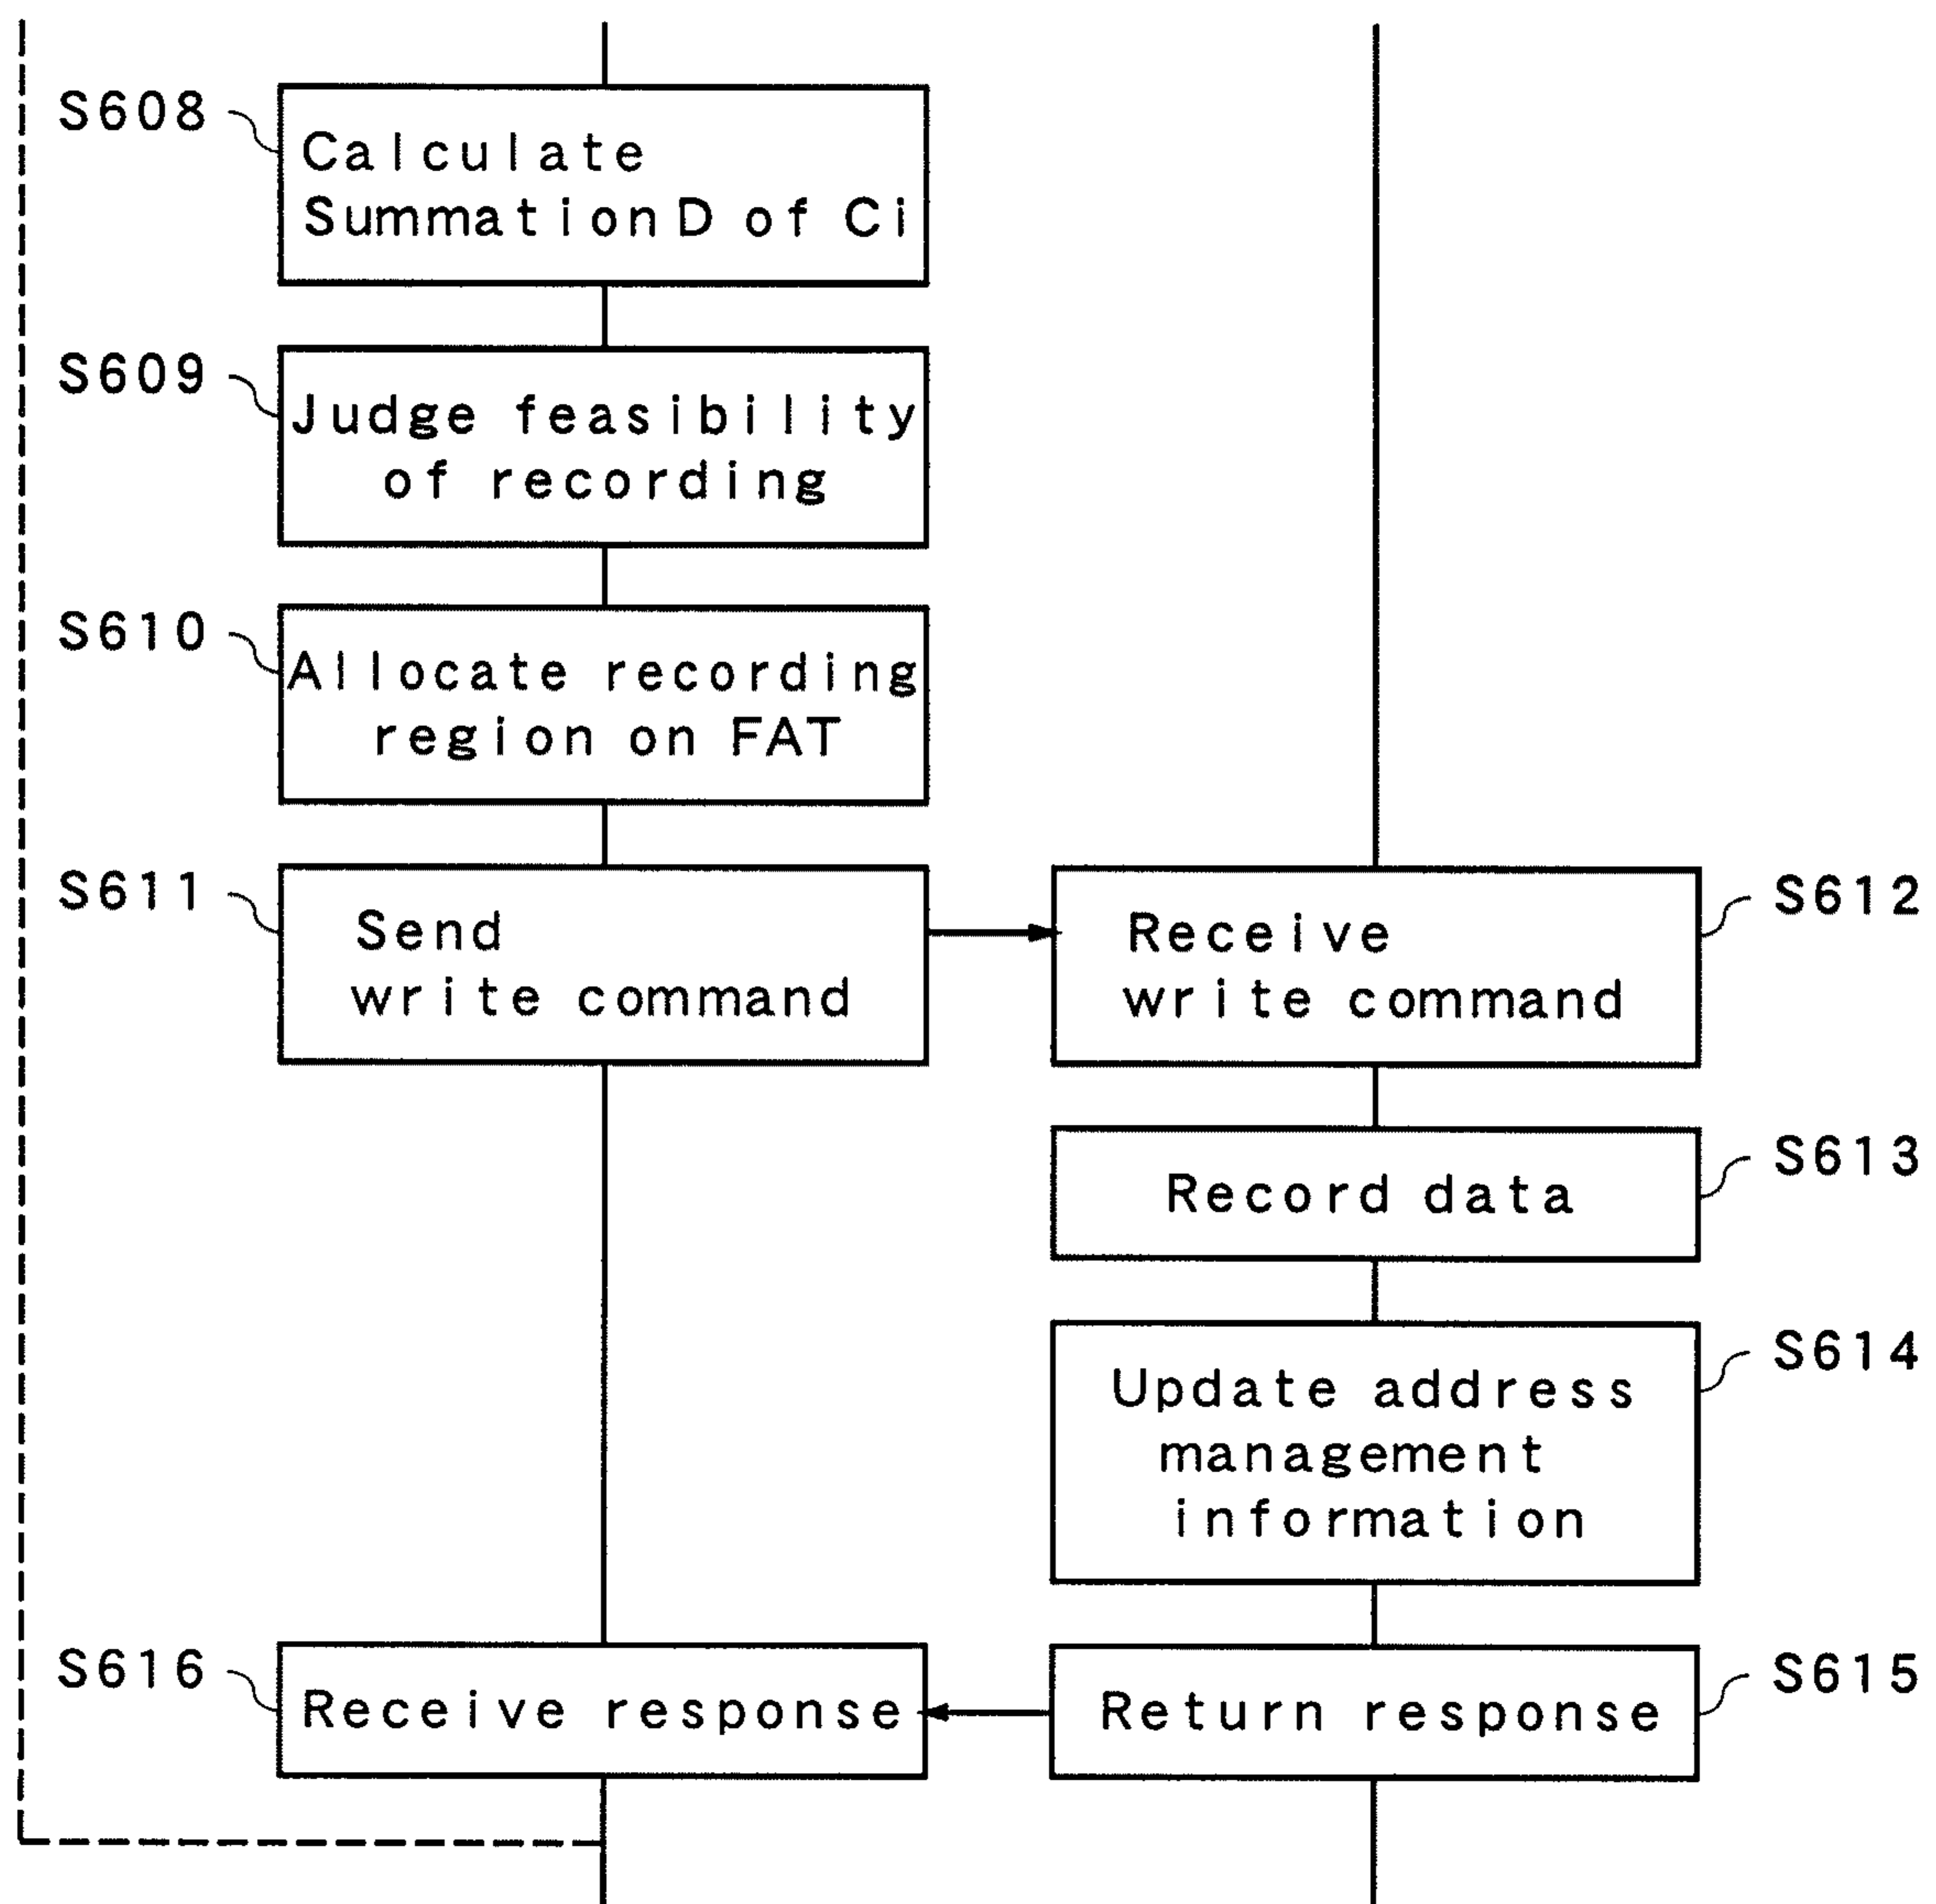 S608
Calculate
Summation D of Ci
S609
Judge feasibility
of recording
S610
Allocate recording
region on FAT
S611
Send
write command
S612
Receive
write command
S613
Record data
S614
Update address
management
information
S616
Receive response
S615
Return response